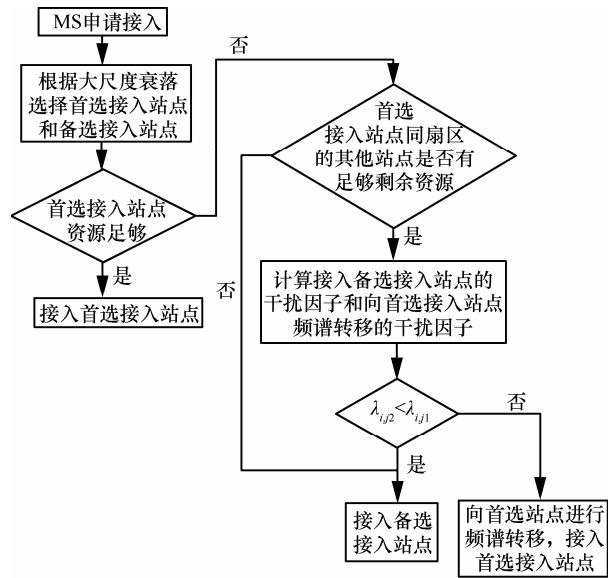 MS申请接入
根据大尺度衰落
选择首选接入站点
和备选接入站点
首选接入站点
资源足够
是
接入首选接入站点
否
首选
接入站点同扇区
的其他站点是否有
足够剩余资源
是
否
计算接入备选接入站点的
干扰因子和向首选接入站点
频谱转移的干扰因子
λi,j2<λi,j1
否
是
接入备选
接入站点
向首选站点进行
频谱转移，接入
首选接入站点